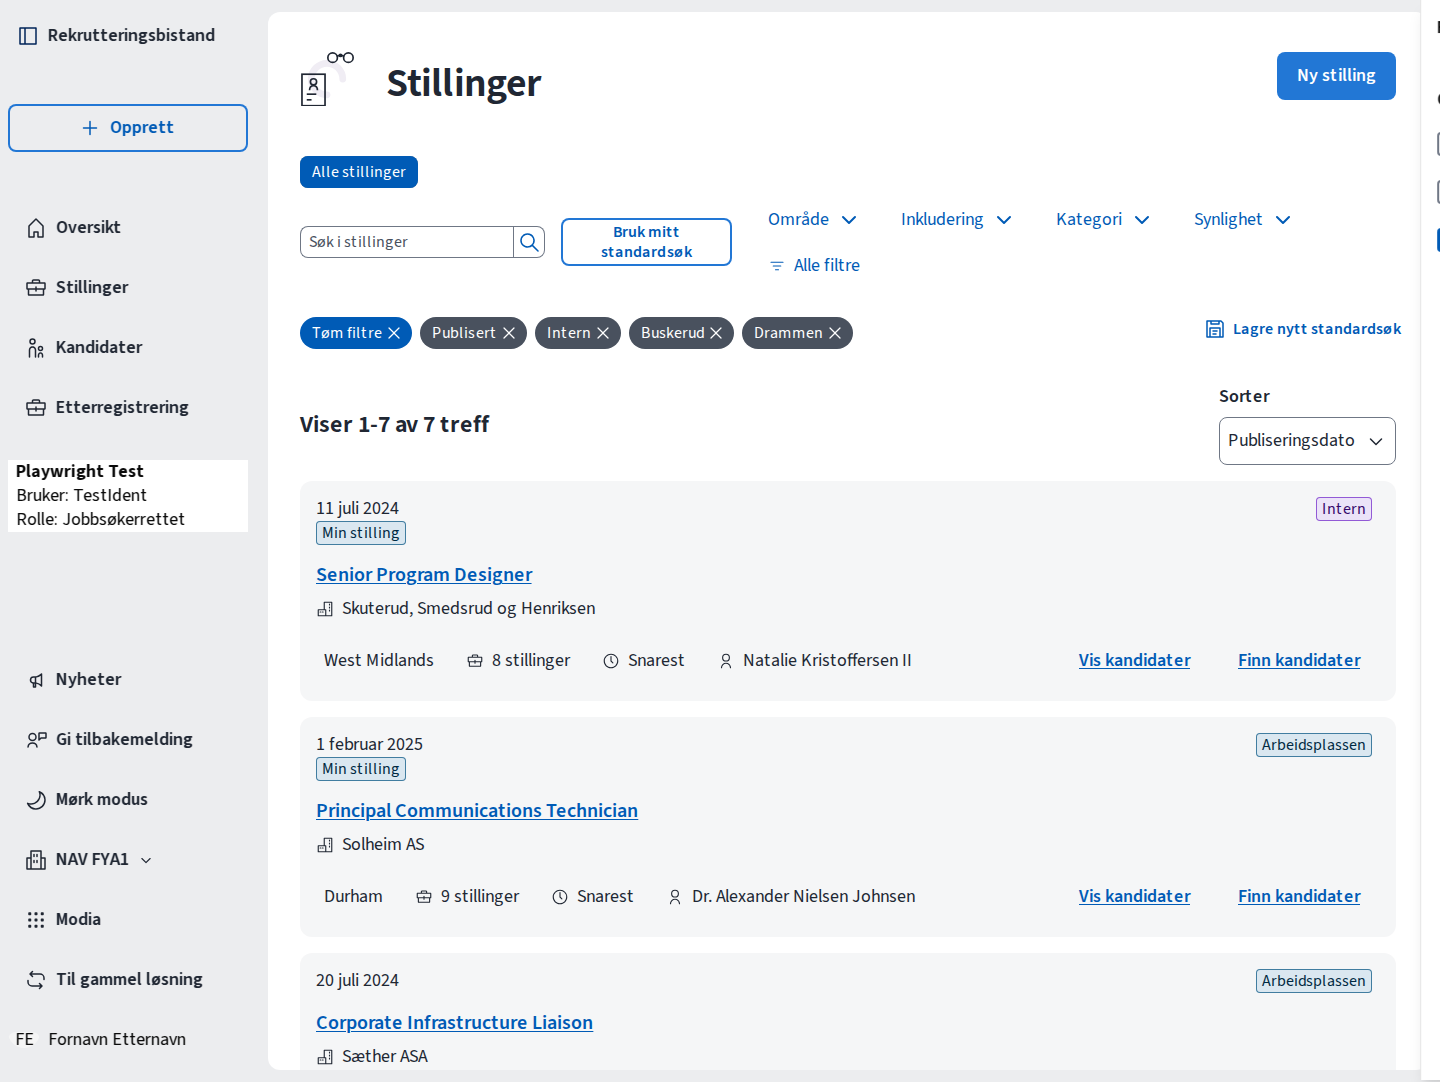 Rekrutteringsbistand
Opprett
Oversikt
Stillinger
Kandidater
Etterregistrering
Playwright Test
Bruker: TestIdent
Rolle: Jobbsøkerrettet
Nyheter
Gi tilbakemelding
Mørk modus
NAV FYA1
Modia
Til gammel løsning
FE Fornavn Etternavn
Stillinger
Ny stilling
Alle stillinger
Søk i stillinger
Bruk mitt
standardsøk
Område Inkludering Kategori Synlighet
Alle filtre
Tøm filtre Publisert Intern Buskerud Drammen
Lagre nytt standardsøk
Viser 1-7 av 7 treff
Sorter
Publiseringsdato
11 juli 2024
Intern
Min stilling
Senior Program Designer
Skuterud, Smedsrud og Henriksen
West Midlands 8 stillinger Snarest Natalie Kristoffersen II Vis kandidater Finn kandidater
1 februar 2025
Arbeidsplassen
Min stilling
Principal Communications Technician
Solheim AS
Durham 9 stillinger Snarest Dr. Alexander Nielsen Johnsen Vis kandidater Finn kandidater
20 juli 2024
Arbeidsplassen
Corporate Infrastructure Liaison
Sæther ASA